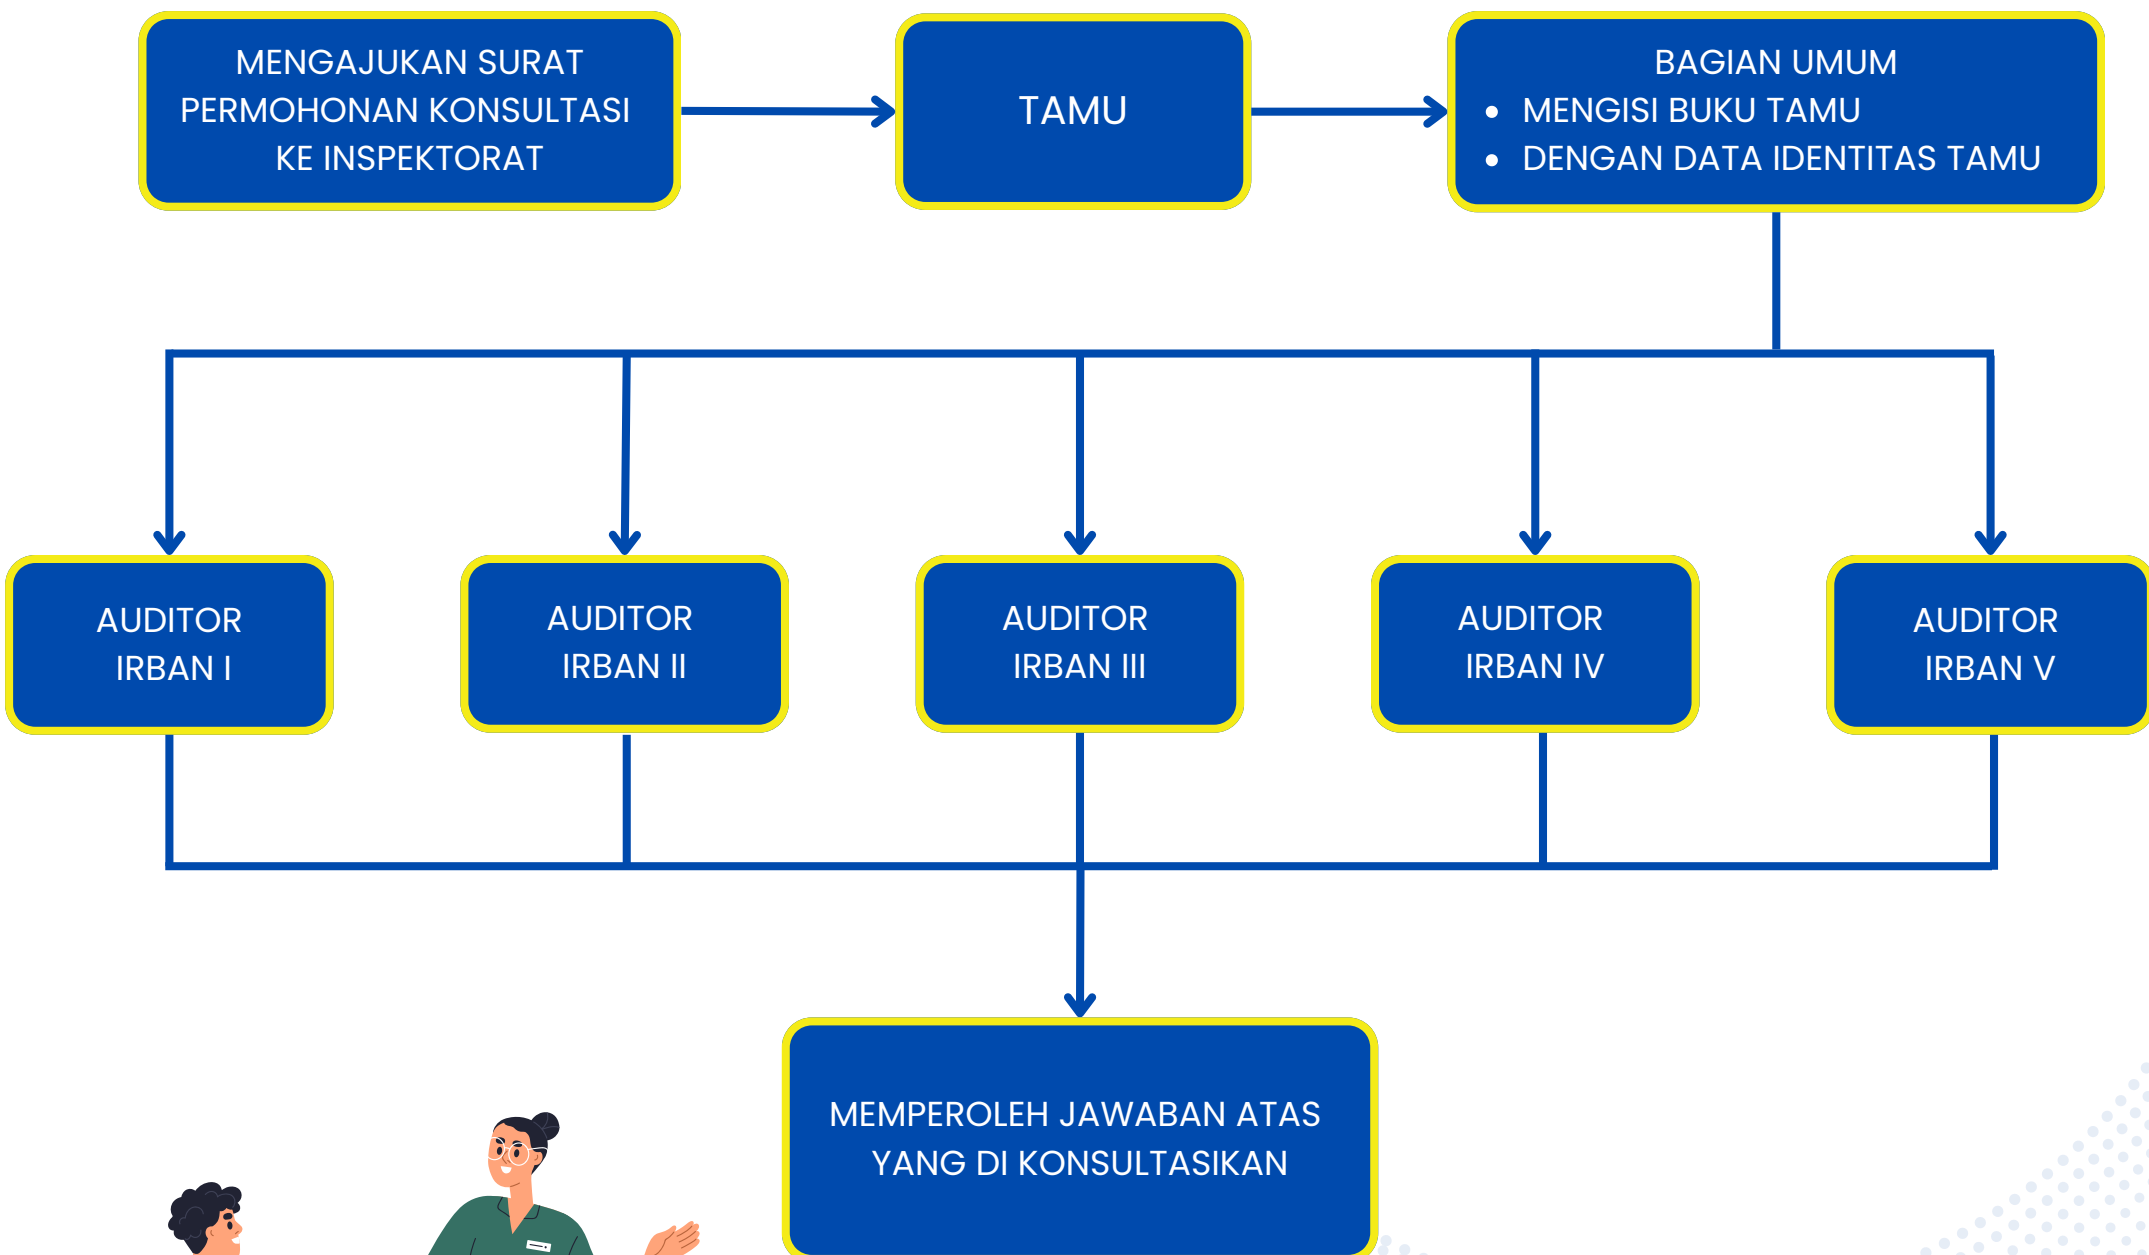 MENGAJUKAN SURAT
PERMOHONAN KONSULTASI
KE INSPEKTORAT
TAMU
BAGIAN UMUM
• MENGISI BUKU TAMU
• DENGAN DATA IDENTITAS TAMU
AUDITOR
IRBAN I
AUDITOR
IRBAN II
AUDITOR
IRBAN III
AUDITOR
IRBAN IV
AUDITOR
IRBAN V
MEMPEROLEH JAWABAN ATAS
YANG DI KONSULTASIKAN